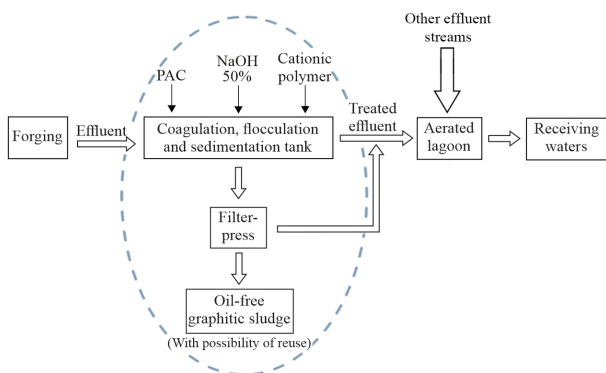 Other effluent
streams
PAC
NaOH
50%
Cationic
polymer
Forging
Effluent
Coagulation, flocculation
and sedimentation tank
Treated
effluent
Aerated
lagoon
Receiving
waters
Filter-
press
Oil-free
graphitic sludge
(With possibility of reuse)